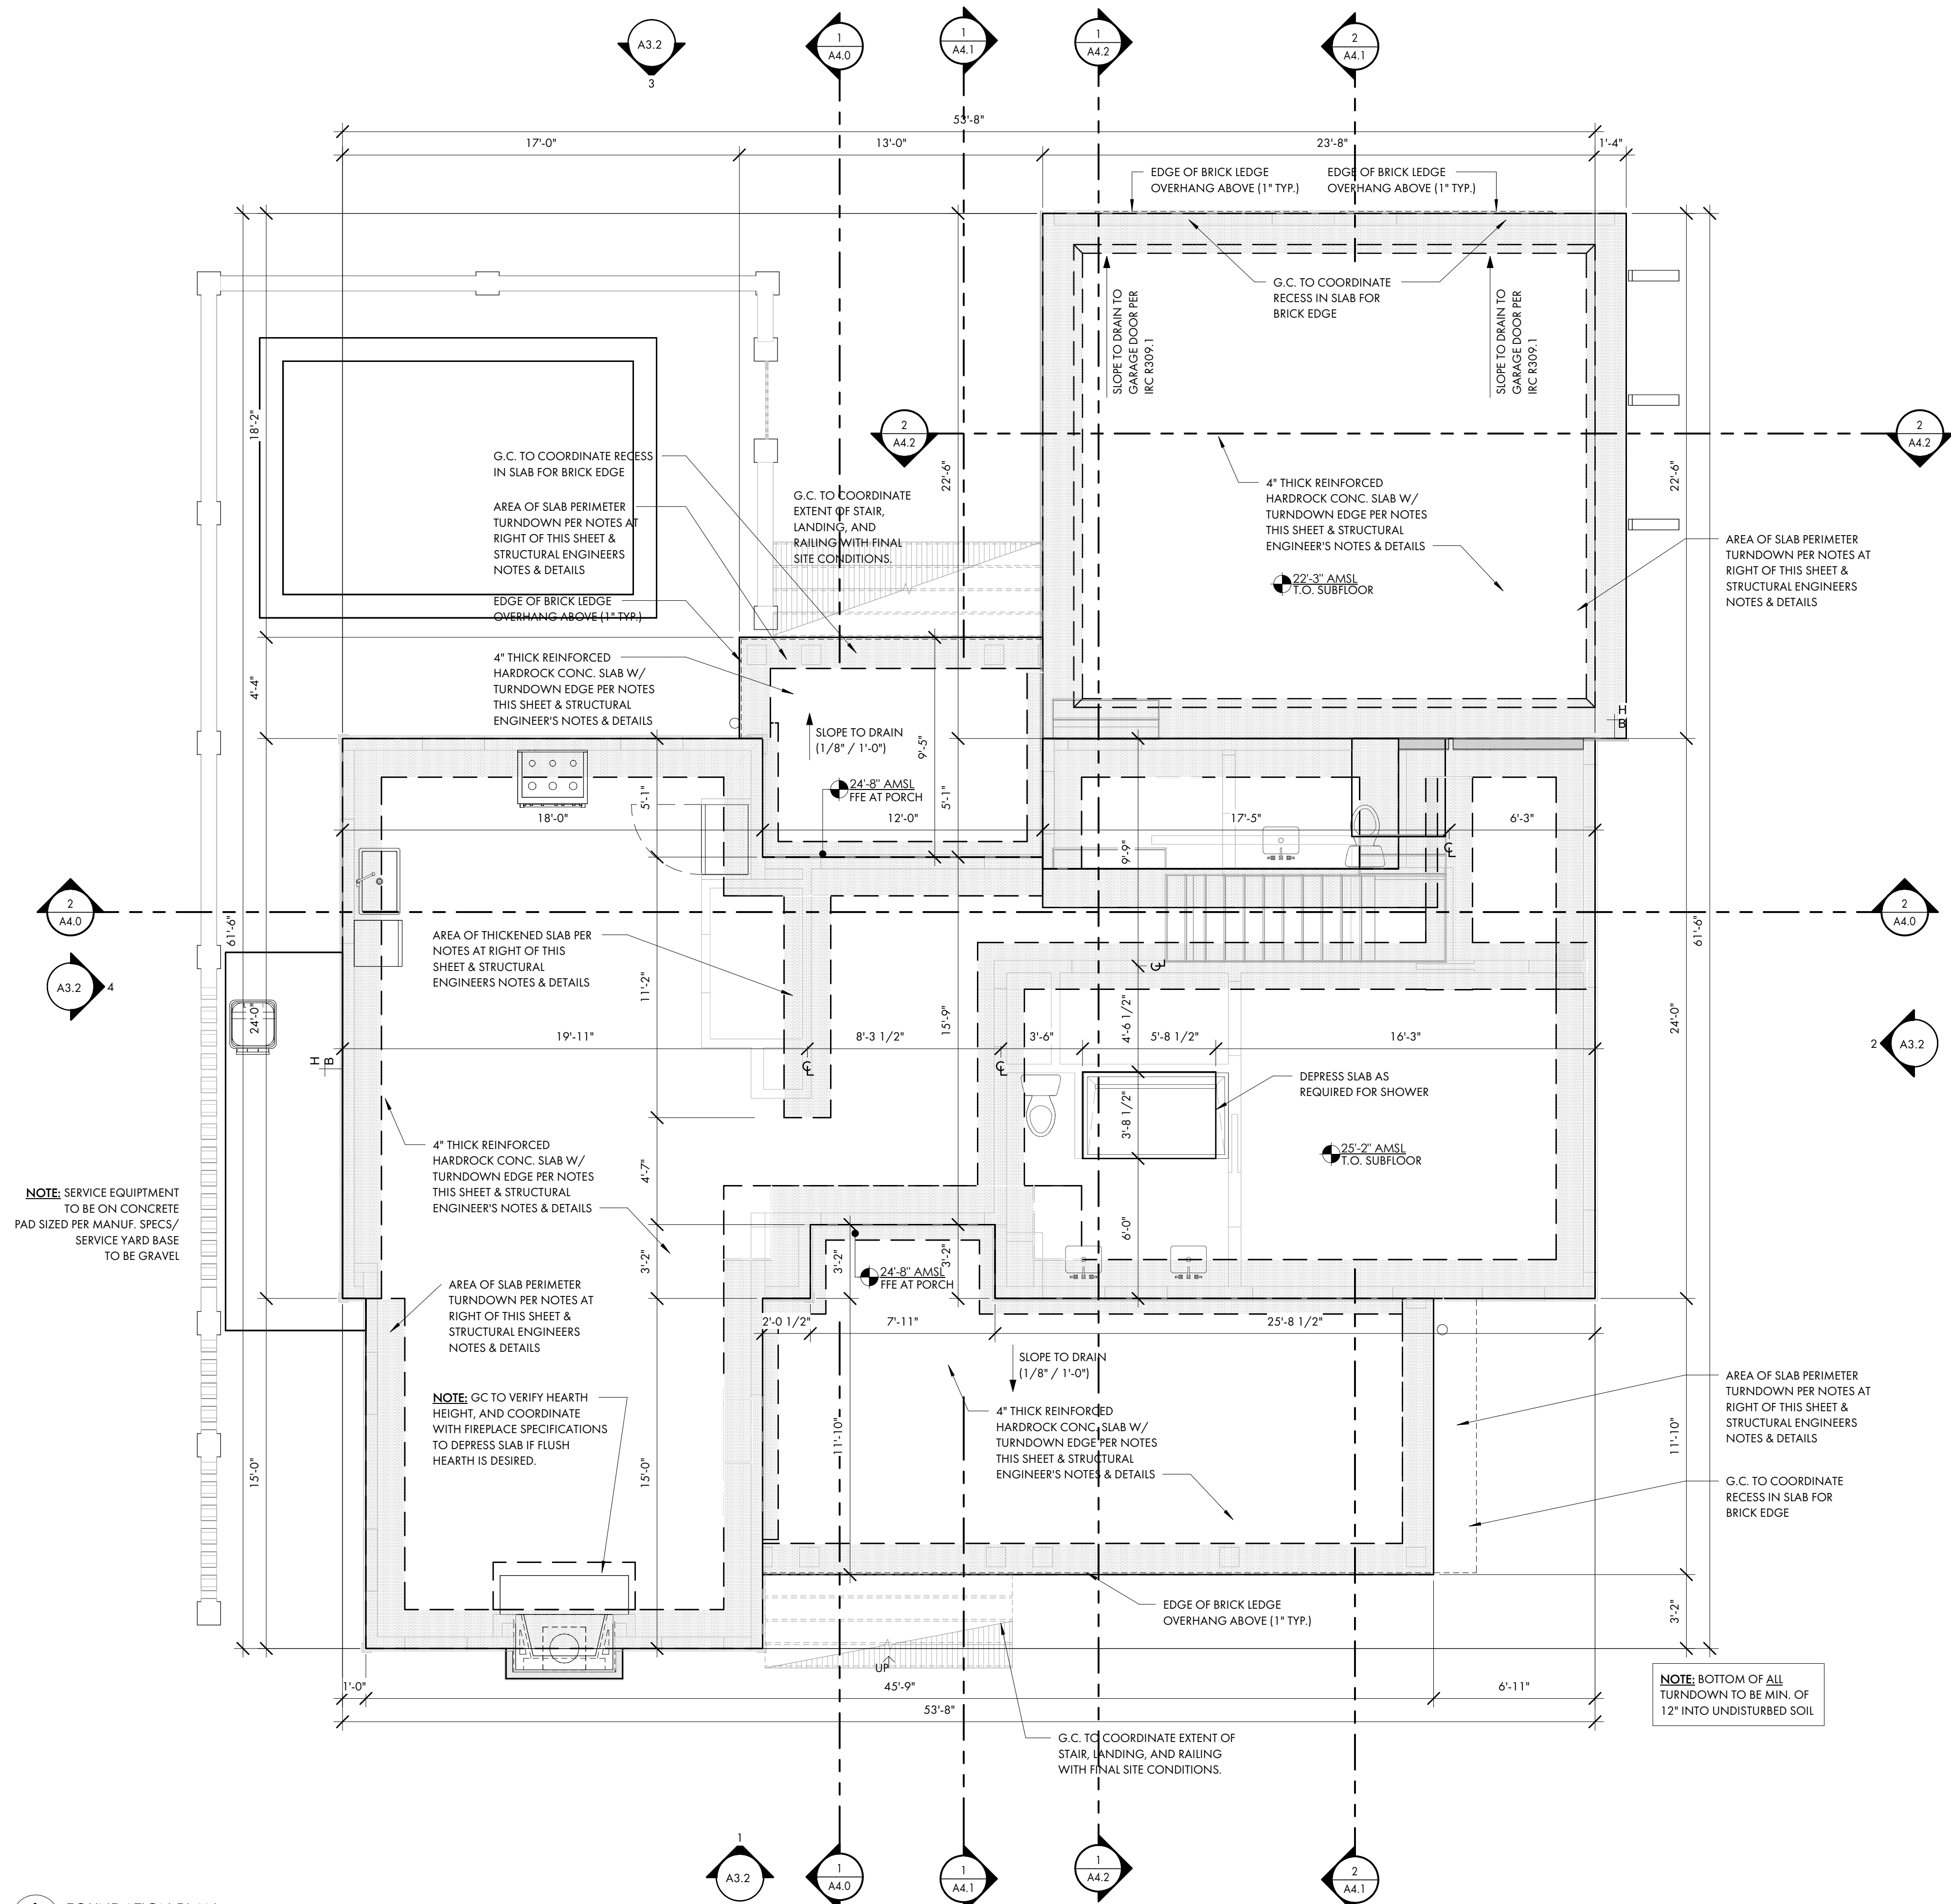 A3.2
3
1
A4.0
1
A4.1
1
A4.2
2
A4.1
53'-8"
17'-0"
13'-0"
23'-8"
1'-4"
EDGE OF BRICK LEDGE
OVERHANG ABOVE (1" TYP.)
EDGE OF BRICK LEDGE
OVERHANG ABOVE (1" TYP.)
G.C. TO COORDINATE
RECESS IN SLAB FOR
BRICK EDGE
SLOPE TO DRAIN TO
GARAGE DOOR PER
IRC R309.1
SLOPE TO DRAIN TO
GARAGE DOOR PER
IRC R309.1
18'-2"
2
A4.2
2
A4.2
G.C. TO COORDINATE RECESS
IN SLAB FOR BRICK EDGE
AREA OF SLAB PERIMETER
TURNDOWN PER NOTES AT
RIGHT OF THIS SHEET &
STRUCTURAL ENGINEERS
NOTES & DETAILS
EDGE OF BRICK LEDGE
OVERHANG ABOVE (1" TYP.)
4" THICK REINFORCED
HARDROCK CONC. SLAB W/
TURNDOWN EDGE PER NOTES
THIS SHEET & STRUCTURAL
ENGINEER'S NOTES & DETAILS
G.C. TO COORDINATE
EXTENT OF STAIR,
LANDING, AND
RAILING WITH FINAL
SITE CONDITIONS.
22'-6"
4" THICK REINFORCED
HARDROCK CONC. SLAB W/
TURNDOWN EDGE PER NOTES
THIS SHEET & STRUCTURAL
ENGINEER'S NOTES & DETAILS
22'-3" AMSL
T.O. SUBFLOOR
22'-6"
AREA OF SLAB PERIMETER
TURNDOWN PER NOTES AT
RIGHT OF THIS SHEET &
STRUCTURAL ENGINEERS
NOTES & DETAILS
4'-4"
SLOPE TO DRAIN
(1/8" / 1'-0")
9'-5"
24'-8" AMSL
FFE AT PORCH
H
B
5'-1"
5'-1"
18'-0"
12'-0"
17'-5"
6'-3"
9'-9"
CL
2
A4.0
2
A4.0
61'-6"
61'-6"
A3.2
4
AREA OF THICKENED SLAB PER
NOTES AT RIGHT OF THIS
SHEET & STRUCTURAL
ENGINEERS NOTES & DETAILS
11'-2"
15'-9"
CL
4'-6 1/2"
24'-0"
24'-0"
19'-11"
8'-3 1/2"
3'-6"
5'-8 1/2"
16'-3"
CL
CL
2
A3.2
H
B
DEPRESS SLAB AS
REQUIRED FOR SHOWER
3'-8 1/2"
4" THICK REINFORCED
HARDROCK CONC. SLAB W/
TURNDOWN EDGE PER NOTES
THIS SHEET & STRUCTURAL
ENGINEER'S NOTES & DETAILS
4'-7"
25'-2" AMSL
T.O. SUBFLOOR
NOTE: SERVICE EQUIPTMENT
TO BE ON CONCRETE
PAD SIZED PER MANUF. SPECS/
SERVICE YARD BASE
TO BE GRAVEL
6'-0"
3'-2"
3'-2"
3'-2"
24'-8" AMSL
FFE AT PORCH
AREA OF SLAB PERIMETER
TURNDOWN PER NOTES AT
RIGHT OF THIS SHEET &
STRUCTURAL ENGINEERS
NOTES & DETAILS
2'-0 1/2"
7'-11"
25'-8 1/2"
SLOPE TO DRAIN
(1/8" / 1'-0")
NOTE: GC TO VERIFY HEARTH
HEIGHT, AND COORDINATE
WITH FIREPLACE SPECIFICATIONS
TO DEPRESS SLAB IF FLUSH
HEARTH IS DESIRED.
4" THICK REINFORCED
HARDROCK CONC. SLAB W/
TURNDOWN EDGE PER NOTES
THIS SHEET & STRUCTURAL
ENGINEER'S NOTES & DETAILS
AREA OF SLAB PERIMETER
TURNDOWN PER NOTES AT
RIGHT OF THIS SHEET &
STRUCTURAL ENGINEERS
NOTES & DETAILS
15'-0"
15'-0"
11'-10"
11'-10"
G.C. TO COORDINATE
RECESS IN SLAB FOR
BRICK EDGE
EDGE OF BRICK LEDGE
OVERHANG ABOVE (1" TYP.)
3'-2"
UP
1'-0"
45'-9"
6'-11"
53'-8"
NOTE: BOTTOM OF ALL
TURNDOWN TO BE MIN. OF
12" INTO UNDISTURBED SOIL
G.C. TO COORDINATE EXTENT OF
STAIR, LANDING, AND RAILING
WITH FINAL SITE CONDITIONS.
1
A3.2
1
A4.0
1
A4.1
1
A4.2
2
A4.1